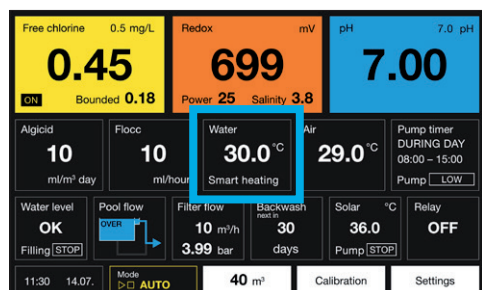 Free chlorine 0.5 mg/L
0.45
ON Bounded 0.18
Redox mV
699
Power 25 Salinity 3.8
pH 7.0 pH
7.00
Algicid
10
ml/m³ day
Flocc
10
ml/hour
Water
30.0 °C
Smart heating
Air
29.0 °C
Pump timer
DURING DAY
08:00 – 15:00
Pump LOW
Water level
OK
Filling STOP
Pool flow
OVER
Filter flow
10 m³/h
3.99 bar
Backwash
next in
30
days
Solar °C
36.0
Pump STOP
Relay
OFF
11:30 14.07.
Mode
AUTO
40 m³
Calibration
Settings